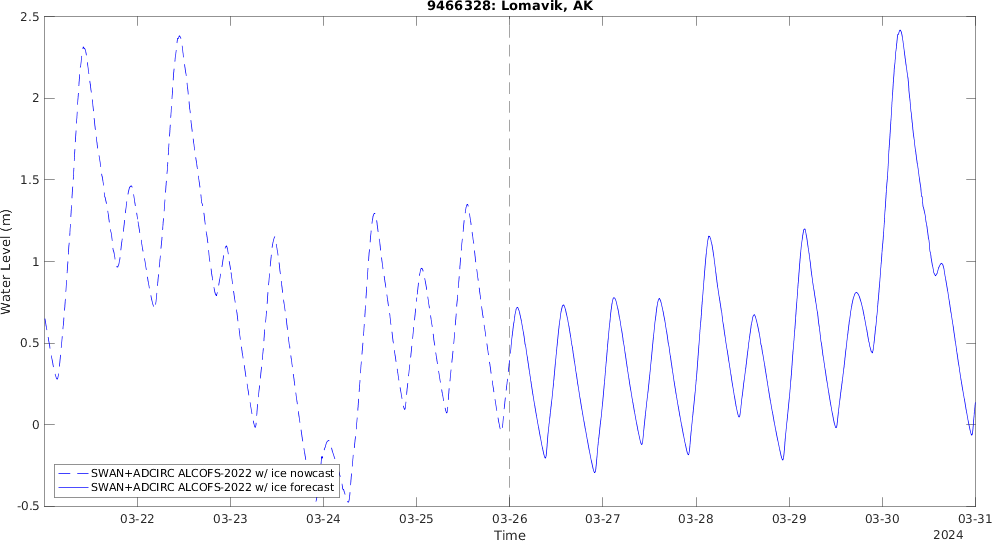 9466328: Lomavik, AK
2.5
2
1.5
1
0.5
0
-0.5
Water Level (m)
SWAN+ADCIRC ALCOFS-2022 w/ ice nowcast
SWAN+ADCIRC ALCOFS-2022 w/ ice forecast
03-22 03-23 03-24 03-25 03-26 03-27 03-28 03-29 03-30 03-31
Time
2024